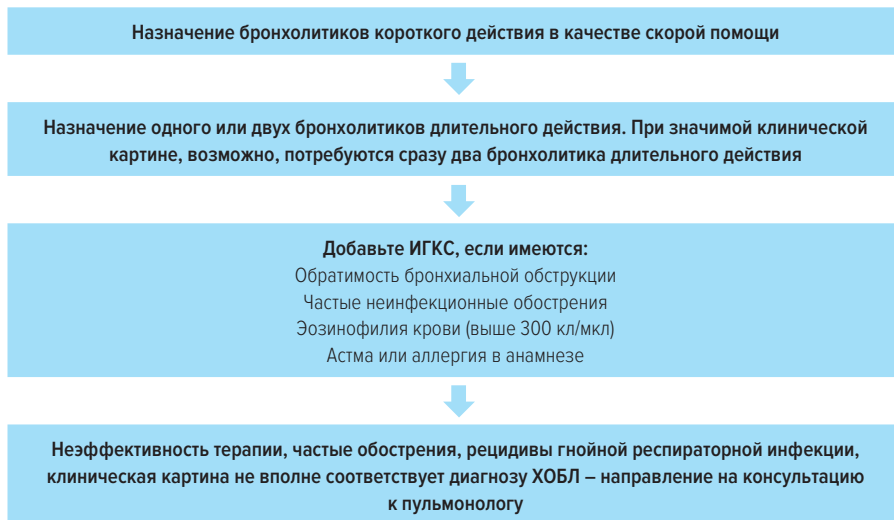 Назначение бронхолитиков короткого действия в качестве скорой помощи
Назначение одного или двух бронхолитиков длительного действия. При значимой клинической
картине, возможно, потребуются сразу два бронхолитика длительного действия
Добавьте ИГКС, если имеются:
Обратимость бронхиальной обструкции
Частые неинфекционные обострения
Эозинофилия крови (выше 300 кл/мкл)
Астма или аллергия в анамнезе
Неэффективность терапии, частые обострения, рецидивы гнойной респираторной инфекции,
клиническая картина не вполне соответствует диагнозу ХОБЛ – направление на консультацию
к пульмонологу